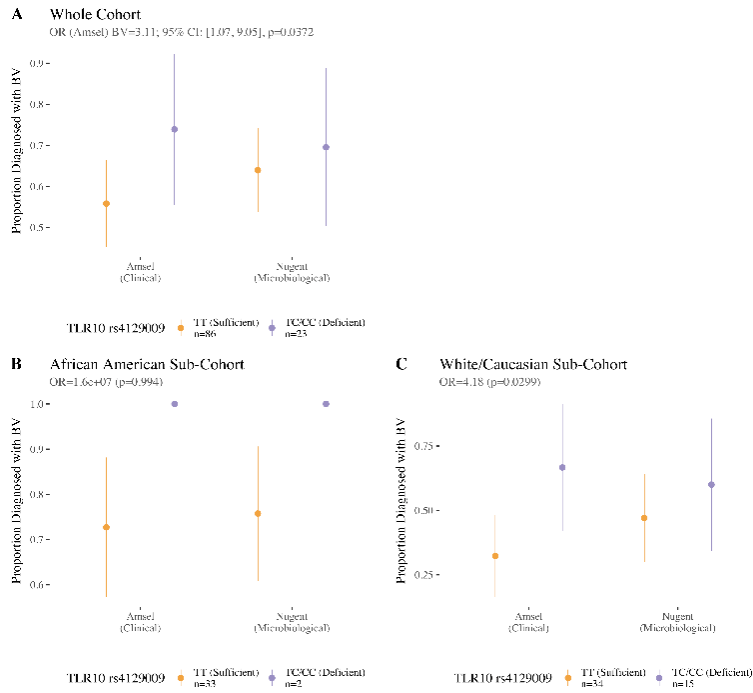 A Whole Cohort
OR (Amsel) BV=3.11; 95% CI: [1.07, 9.05], p=0.0372
Proportion Diagnosed with BV
0.9
0.8
0.7
0.6
0.5
Amsel
(Clinical)
Nugent
(Microbiological)
TLR10 rs4129009
TT (Sufficient)
n=86
TC/CC (Deficient)
n=23
B African American Sub-Cohort
OR=1.6e+07 (p=0.994)
Proportion Diagnosed with BV
1.0
0.9
0.8
0.7
0.6
Amsel
(Clinical)
Nugent
(Microbiological)
TLR10 rs4129009
TT (Sufficient)
n=33
TC/CC (Deficient)
n=2
C White/Caucasian Sub-Cohort
OR=4.18 (p=0.0299)
Proportion Diagnosed with BV
0.75
0.50
0.25
Amsel
(Clinical)
Nugent
(Microbiological)
TLR10 rs4129009
TT (Sufficient)
n=34
TC/CC (Deficient)
n=15